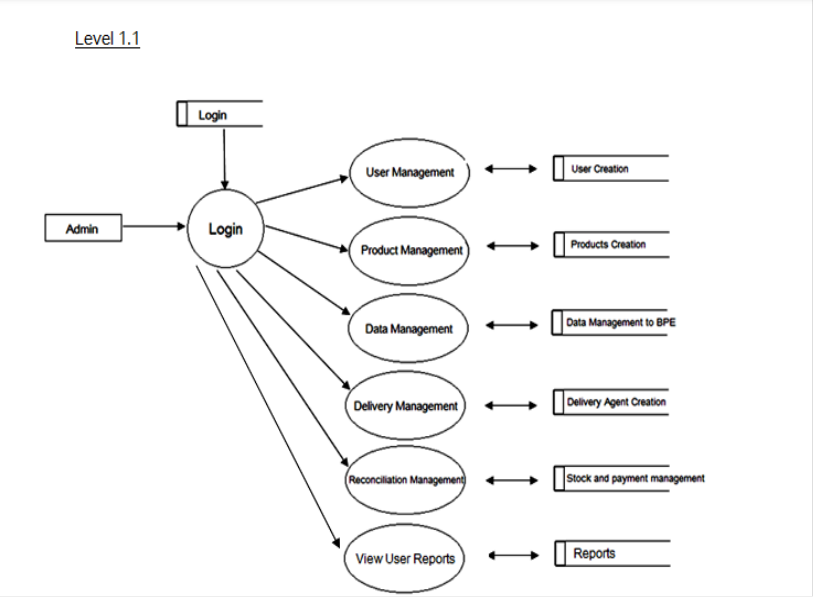 Level 1.1
Login
User Management
User Creation
Admin
Login
Product Management
Products Creation
Data Management
Data Management to BPE
Delivery Management
Delivery Agent Creation
Reconciliation Management
Stock and payment management
View User Reports
Reports